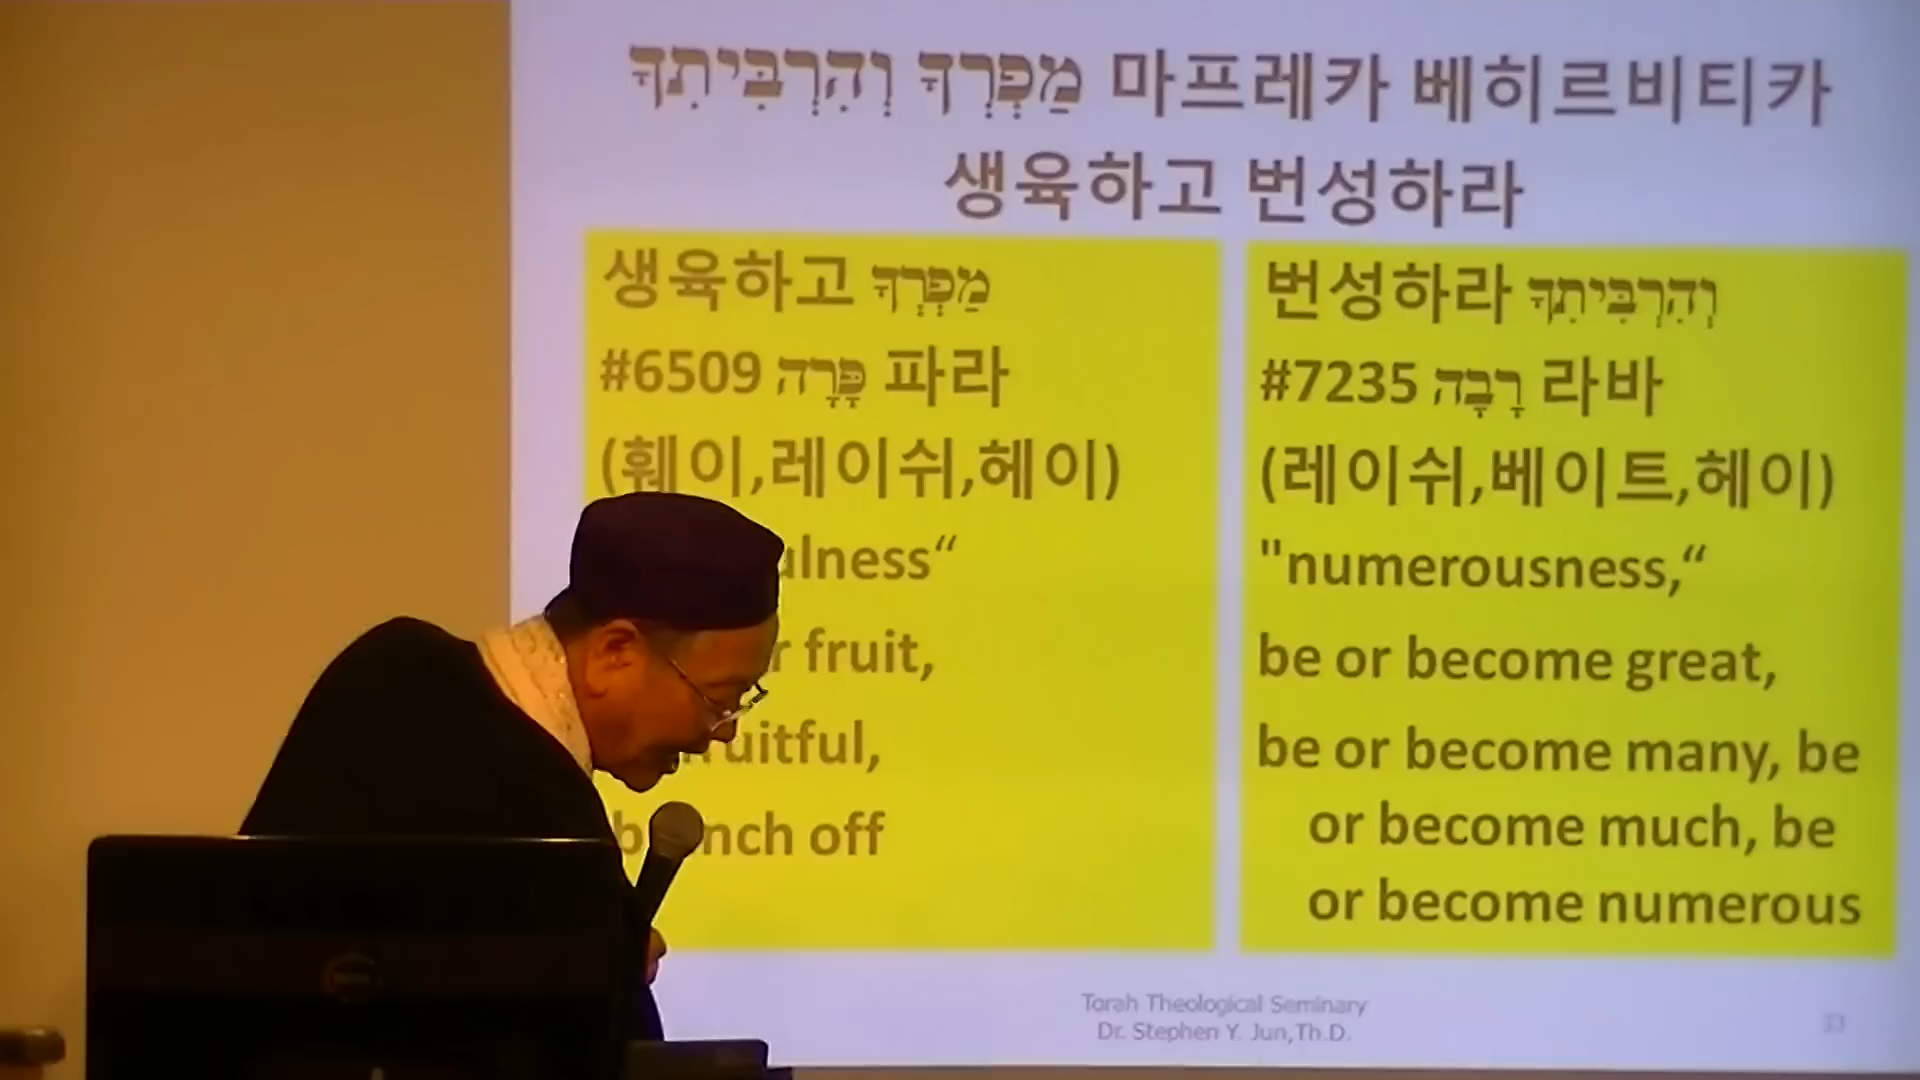 מַפְרְךָ וְהִרְבִּיתִךָ 마프레카 베히르비티카
생육하고 번성하라
생육하고 מַפְרְךָ
#6509 פָּרָה 파라
(훼이,레이쉬,헤이)
ulness“
fruit,
uitful,
nch off
번성하라 וְהִרְבִּיתִךָ
#7235 רָבָה 라바
(레이쉬,베이트,헤이)
"numerousness,“
be or become great,
be or become many, be
or become much, be
or become numerous
Torah Theological Seminary
Dr. Stephen Y. Jun,Th.D.
33